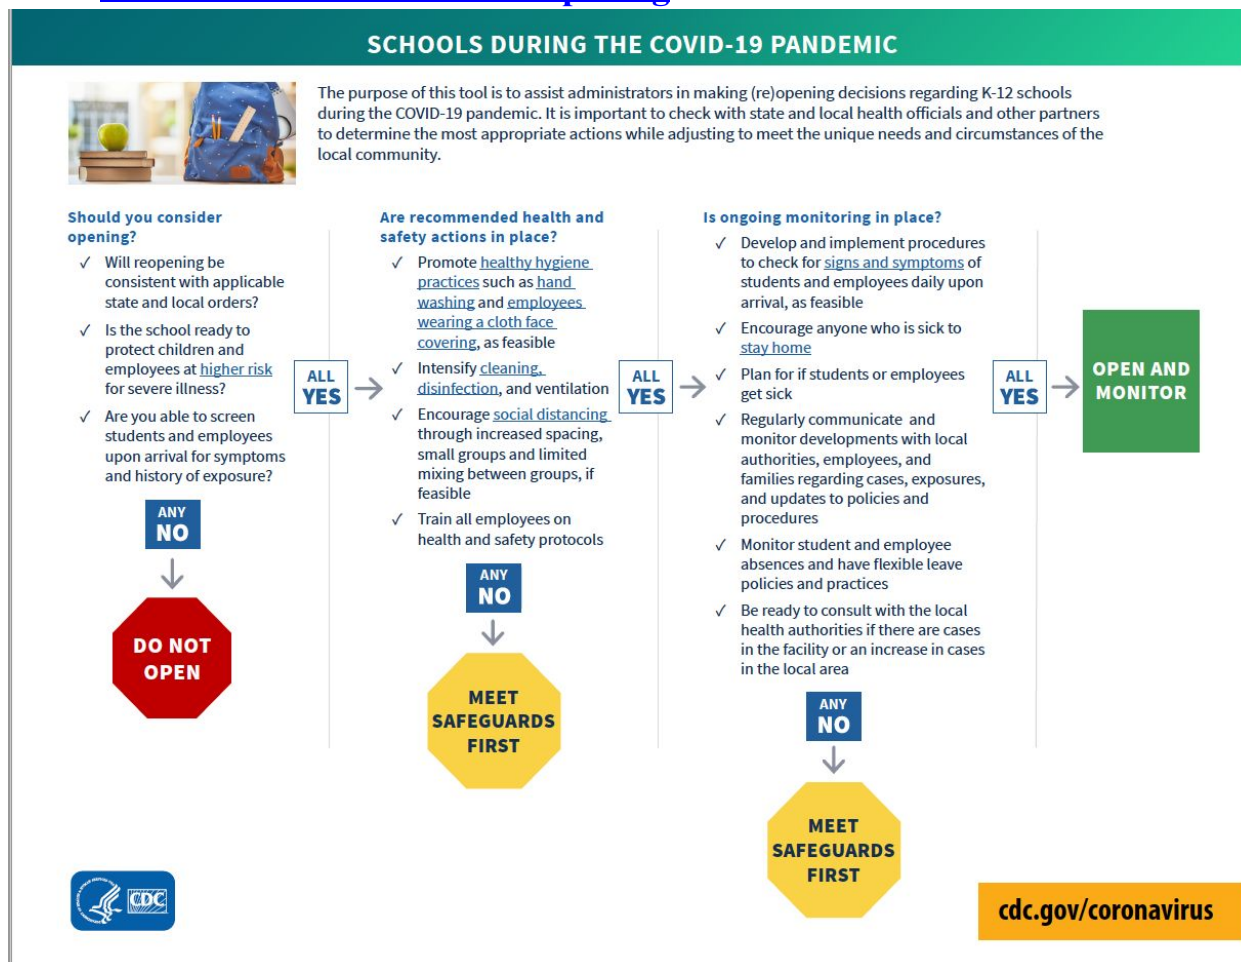 SCHOOLS DURING THE COVID-19 PANDEMIC
The purpose of this tool is to assist administrators in making (re)opening decisions regarding K-12 schools
during the COVID-19 pandemic. It is important to check with state and local health officials and other partners
to determine the most appropriate actions while adjusting to meet the unique needs and circumstances of the
local community.
Should you consider
opening?
✓ Will reopening be
consistent with applicable
state and local orders?
✓ Is the school ready to
protect children and
employees at higher risk
for severe illness?
✓ Are you able to screen
students and employees
upon arrival for symptoms
and history of exposure?
ANY
NO
DO NOT
OPEN
ALL
YES
Are recommended health and
safety actions in place?
✓ Promote healthy hygiene
practices such as hand
washing and employees
wearing a cloth face
covering, as feasible
✓ Intensify cleaning,
disinfection, and ventilation
✓ Encourage social distancing
through increased spacing,
small groups and limited
mixing between groups, if
feasible
✓ Train all employees on
health and safety protocols
ANY
NO
MEET
SAFEGUARDS
FIRST
ALL
YES
Is ongoing monitoring in place?
✓ Develop and implement procedures
to check for signs and symptoms of
students and employees daily upon
arrival, as feasible
✓ Encourage anyone who is sick to
stay home
✓ Plan for if students or employees
get sick
✓ Regularly communicate and
monitor developments with local
authorities, employees, and
families regarding cases, exposures,
and updates to policies and
procedures
✓ Monitor student and employee
absences and have flexible leave
policies and practices
✓ Be ready to consult with the local
health authorities if there are cases
in the facility or an increase in cases
in the local area
ANY
NO
MEET
SAFEGUARDS
FIRST
ALL
YES
OPEN AND
MONITOR
CDC
cdc.gov/coronavirus